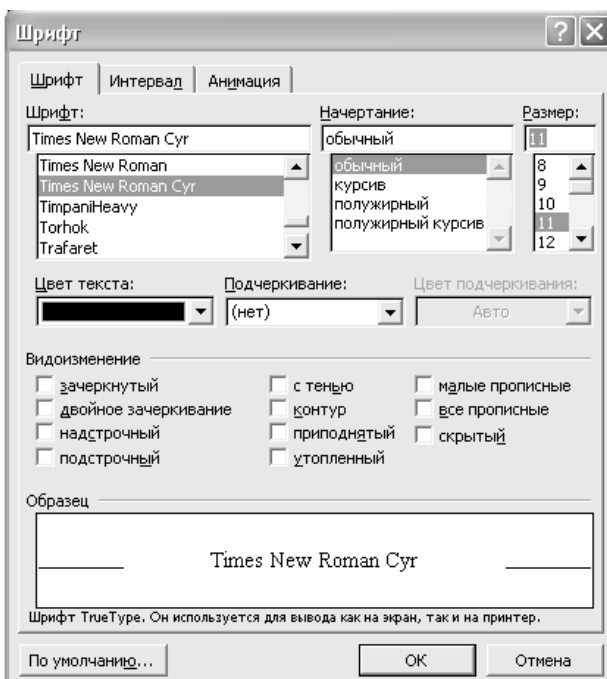 Шрифт
Шрифт Интервал Анимация
Шрифт: Начертание: Размер:
Times New Roman Cyr обычный 11
Times New Roman обычный 8
Times New Roman Cyr курсив 9
TimpaniHeavy полужирный 10
Torhok полужирный курсив 11
Trafaret 12
Цвет текста: Подчеркивание: Цвет подчеркивания:
(нет) Авто
Видоизменение
зачеркнутый с тенью малые прописные
двойное зачеркивание контур все прописные
надстрочный приподнятый скрытый
подстрочный утопленный
Образец
Times New Roman Cyr
Шрифт TrueType. Он используется для вывода как на экран, так и на принтер.
По умолчанию... ОК Отмена